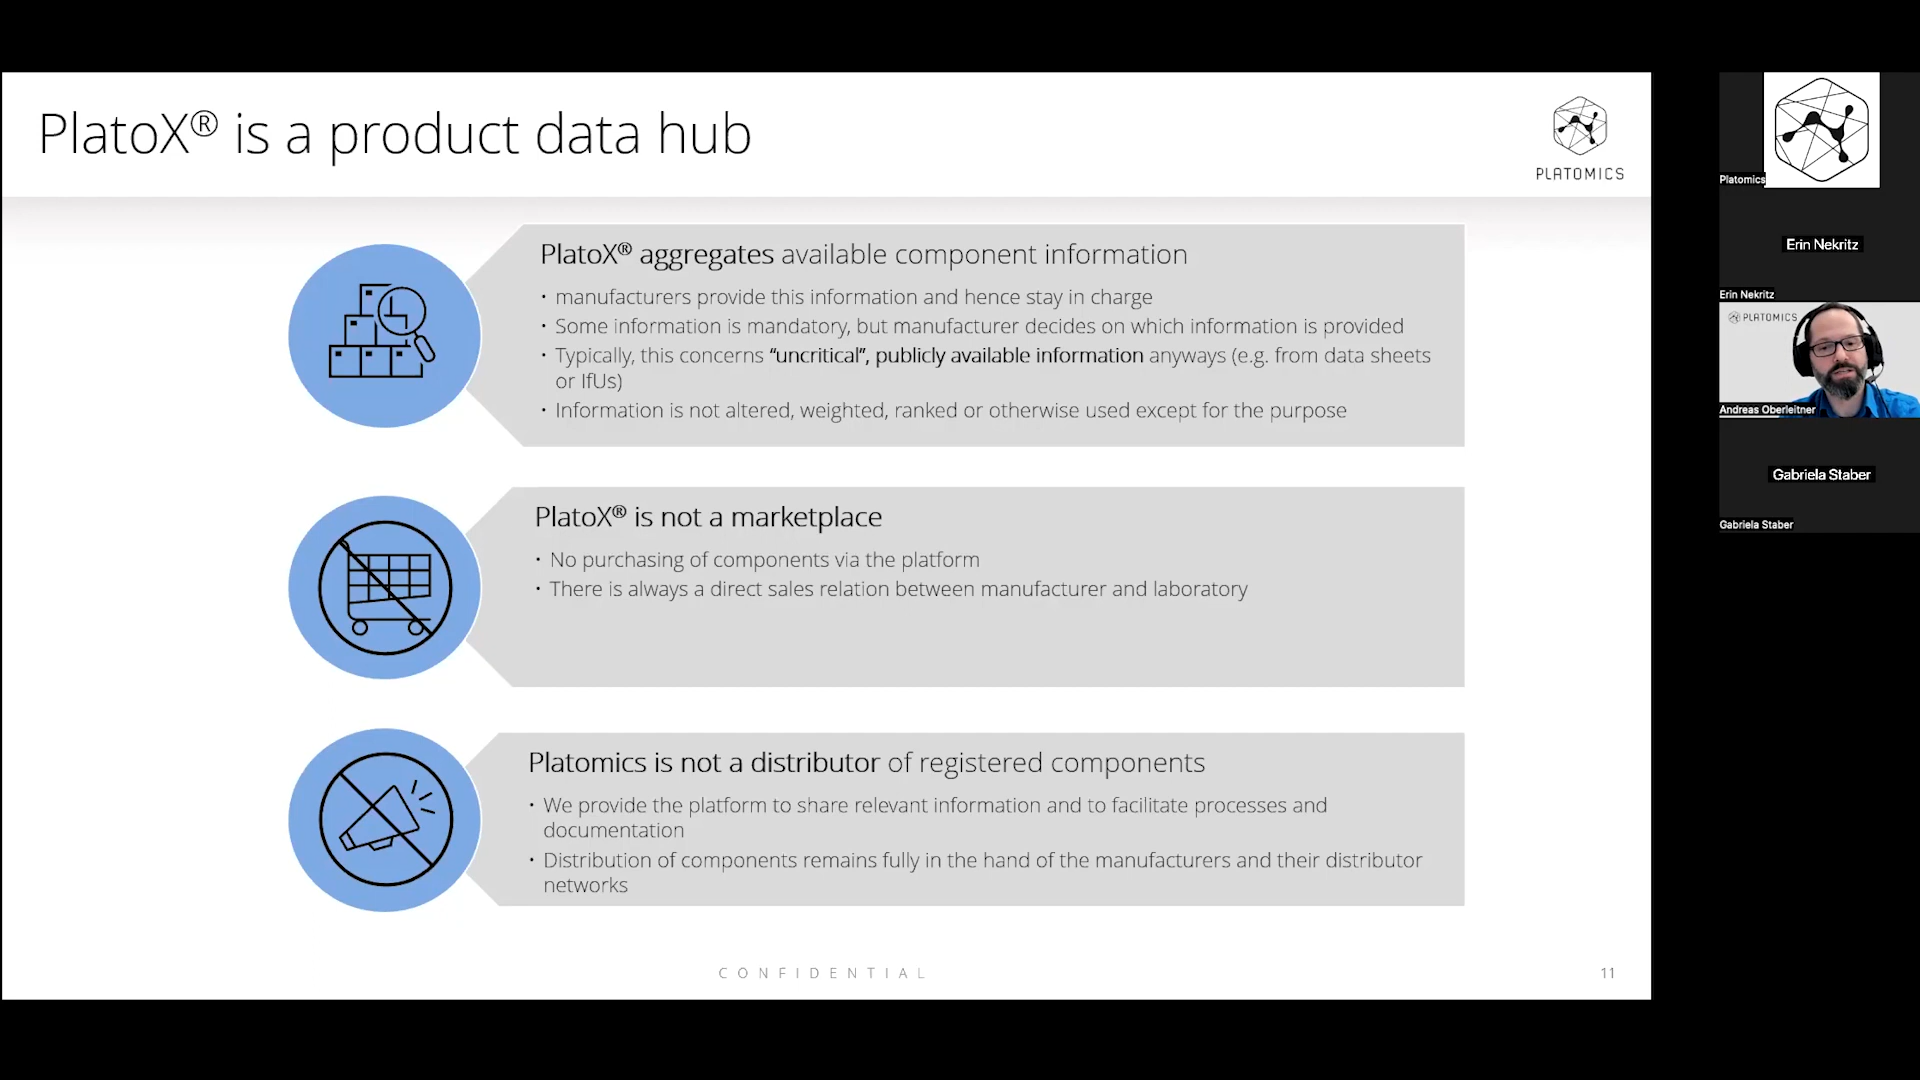 PlatoX® is a product data hub
PLATOMICS
PlatoX® aggregates available component information
• manufacturers provide this information and hence stay in charge
• Some information is mandatory, but manufacturer decides on which information is provided
• Typically, this concerns “uncritical”, publicly available information anyways (e.g. from data sheets
or IfUs)
• Information is not altered, weighted, ranked or otherwise used except for the purpose
PlatoX® is not a marketplace
• No purchasing of components via the platform
• There is always a direct sales relation between manufacturer and laboratory
Platomics is not a distributor of registered components
• We provide the platform to share relevant information and to facilitate processes and
documentation
• Distribution of components remains fully in the hand of the manufacturers and their distributor
networks
CONFIDENTIAL
11
Platomics
Erin Nekritz
Erin Nekritz
PLATOMICS
Andreas Oberleitner
Gabriela Staber
Gabriela Staber